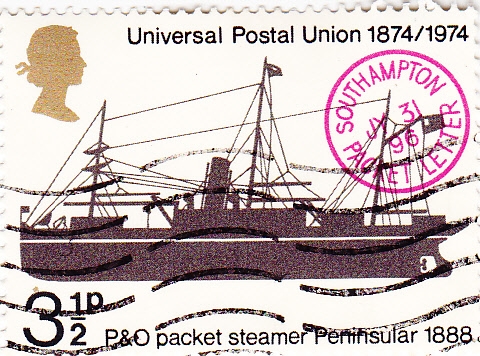 Universal Postal Union 1874/1974
SOUTHAMPTON
JY 31
96
PACKET LETTER
3½p
P&O packet steamer Peninsular 1888